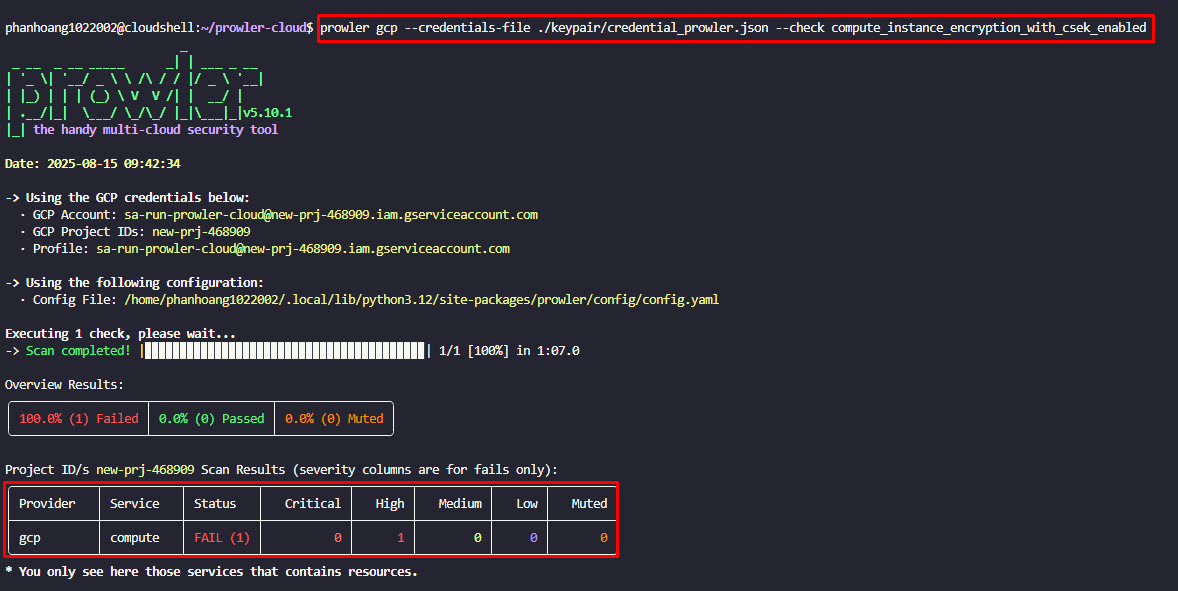 phanhoang1022002@cloudshell:~/prowler-cloud$ prowler gcp --credentials-file ./keypair/credential_prowler.json --check compute_instance_encryption_with_csek_enabled
prowler v5.10.1
the handy multi-cloud security tool
Date: 2025-08-15 09:42:34
-> Using the GCP credentials below:
· GCP Account: sa-run-prowler-cloud@new-prj-468909.iam.gserviceaccount.com
· GCP Project IDs: new-prj-468909
· Profile: sa-run-prowler-cloud@new-prj-468909.iam.gserviceaccount.com
-> Using the following configuration:
· Config File: /home/phanhoang1022002/.local/lib/python3.12/site-packages/prowler/config/config.yaml
Executing 1 check, please wait...
-> Scan completed! | | 1/1 [100%] in 1:07.0
Overview Results:
100.0% (1) Failed 0.0% (0) Passed 0.0% (0) Muted
Project ID/s new-prj-468909 Scan Results (severity columns are for fails only):
Provider Service Status Critical High Medium Low Muted
gcp compute FAIL (1) 0 1 0 0 0
* You only see here those services that contains resources.